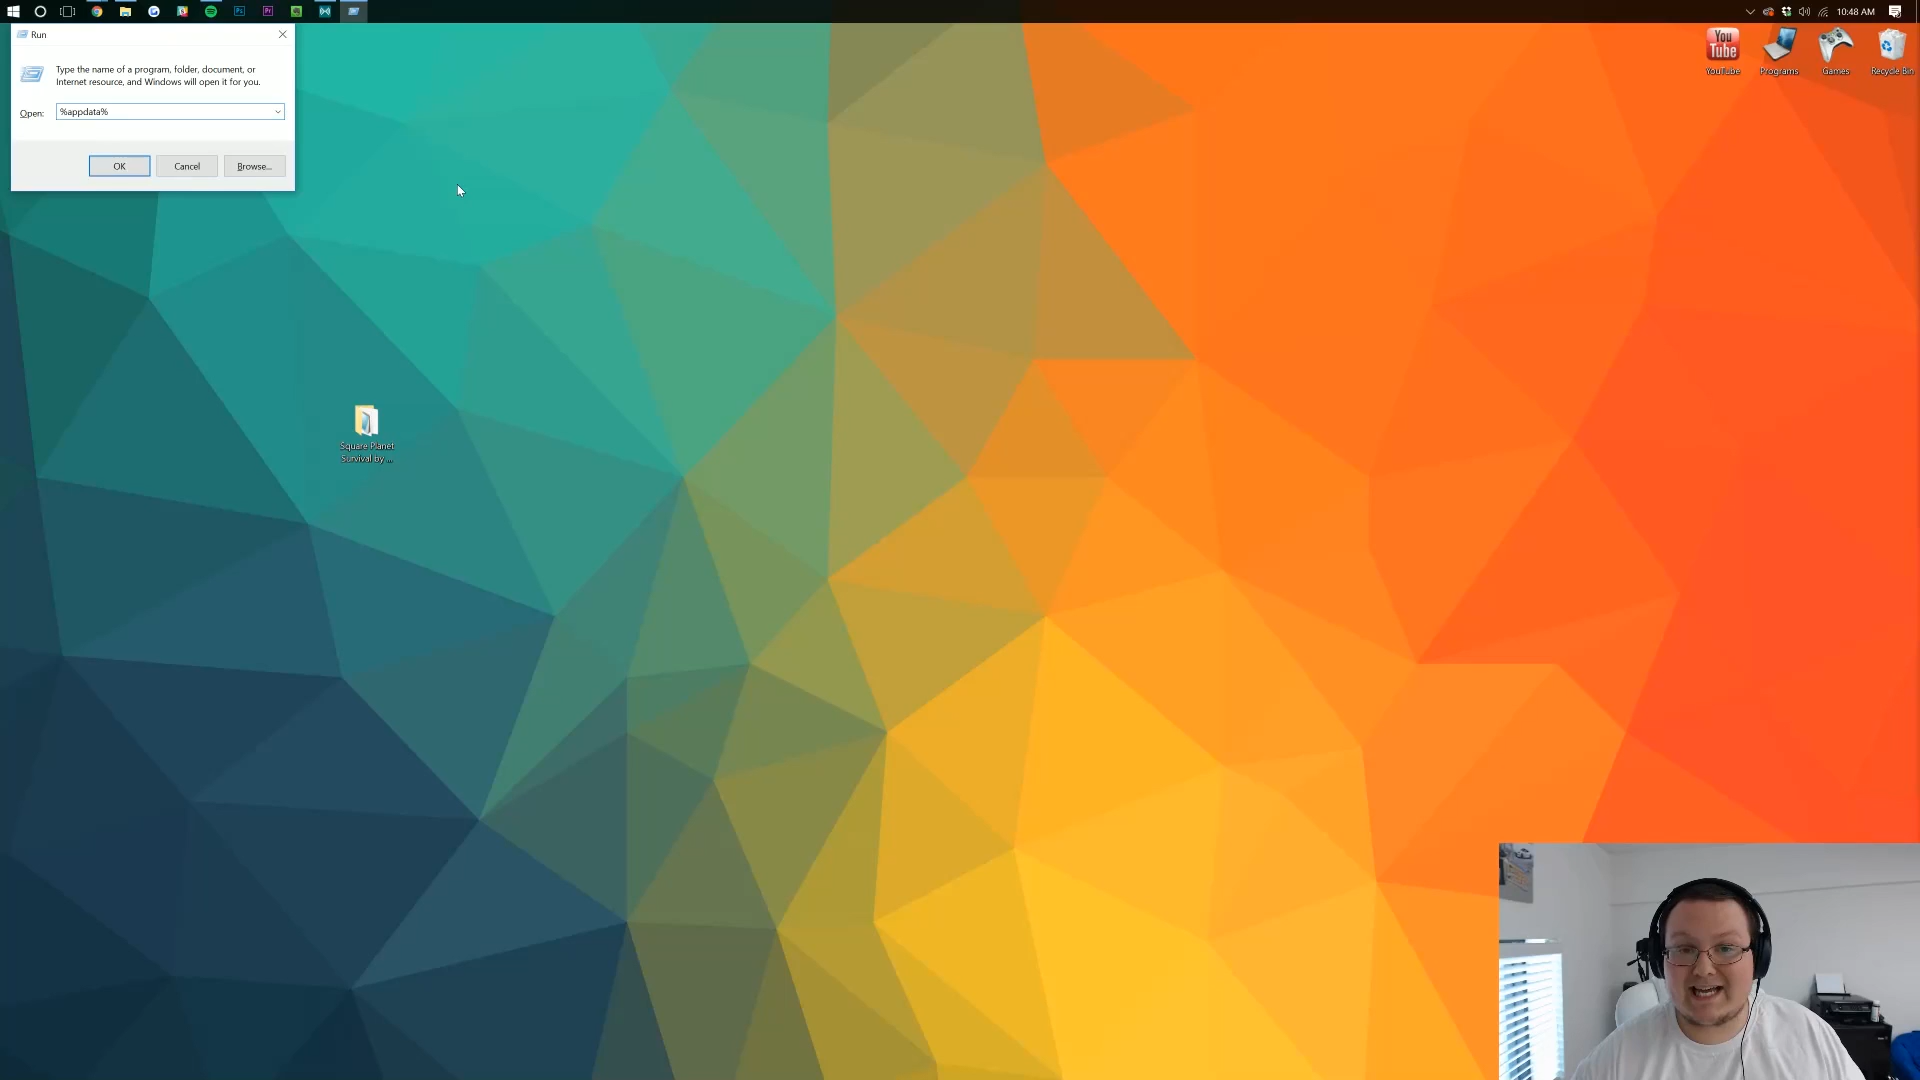 10:48 AM
Run
Type the name of a program, folder, document, or
Internet resource, and Windows will open it for you.
Open: %appdata%
OK Cancel Browse...
You
Tube
YouTube Programs Games Recycle Bin
Square Planet
Survival by ...